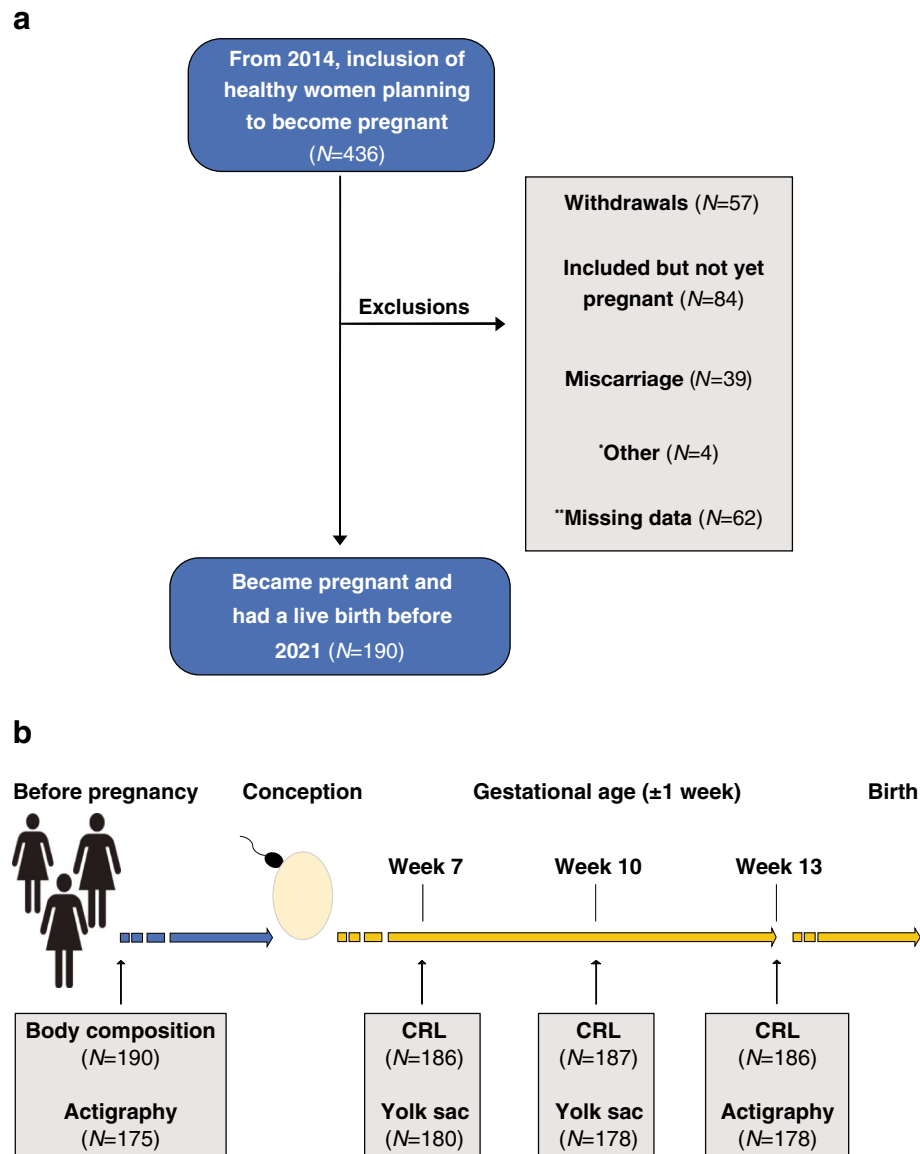 a
From 2014, inclusion of
healthy women planning
to become pregnant
(N=436)
Exclusions
Withdrawals (N=57)
Included but not yet
pregnant (N=84)
Miscarriage (N=39)
*Other (N=4)
**Missing data (N=62)
Became pregnant and
had a live birth before
2021 (N=190)
b
Before pregnancy Conception Gestational age (±1 week) Birth
Week 7 Week 10 Week 13
Body composition
(N=190)
Actigraphy
(N=175)
CRL
(N=186)
Yolk sac
(N=180)
CRL
(N=187)
Yolk sac
(N=178)
CRL
(N=186)
Actigraphy
(N=178)